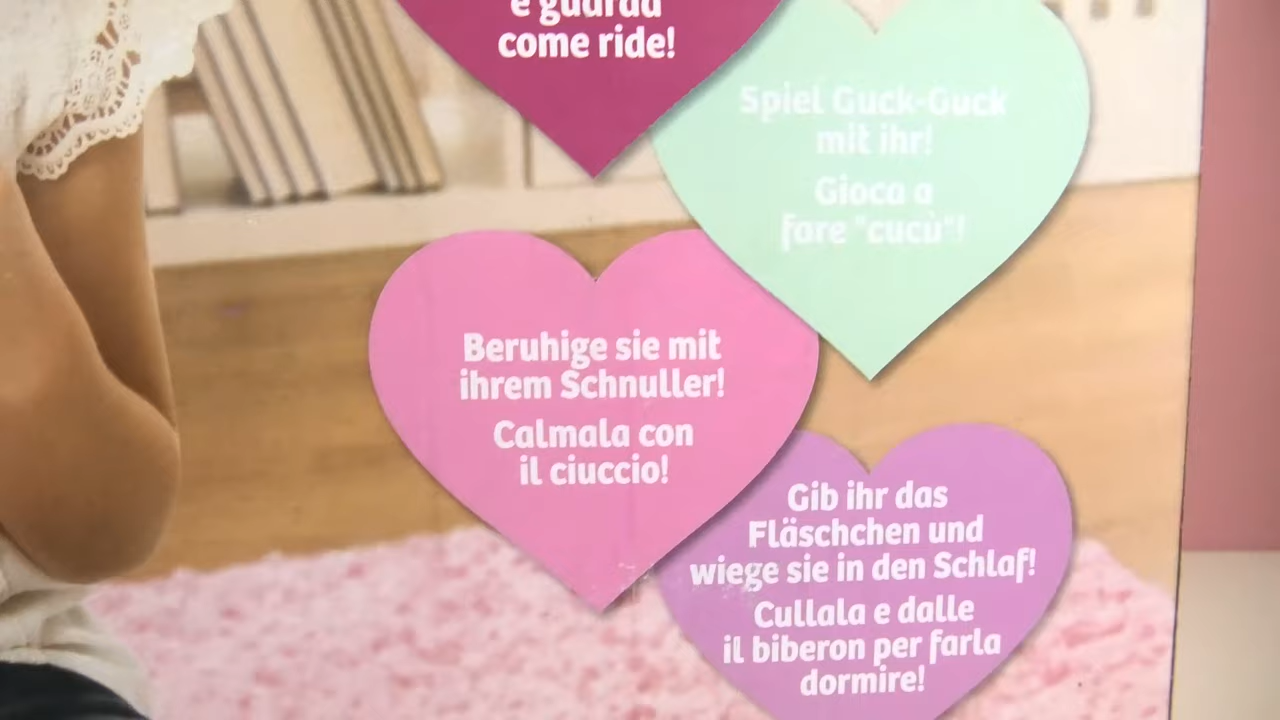 e guarda
come ride!
Spiel Guck-Guck
mit ihr!
Gioca a
fare "cucù"!
Beruhige sie mit
ihrem Schnuller!
Calmala con
il ciuccio!
Gib ihr das
Fläschchen und
wiege sie in den Schlaf!
Cullala e dalle
il biberon per farla
dormire!